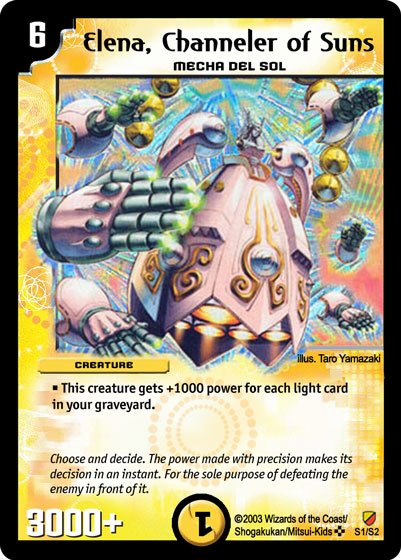 6 Elena, Channeler of Suns
MECHA DEL SOL
illus. Taro Yamazaki
CREATURE
▪ This creature gets +1000 power for each light card
in your graveyard.
Choose and decide. The power made with precision makes its
decision in an instant. For the sole purpose of defeating the
enemy in front of it.
3000+
1
©2003 Wizards of the Coast/
Shogakukan/Mitsui-Kids S1/S2